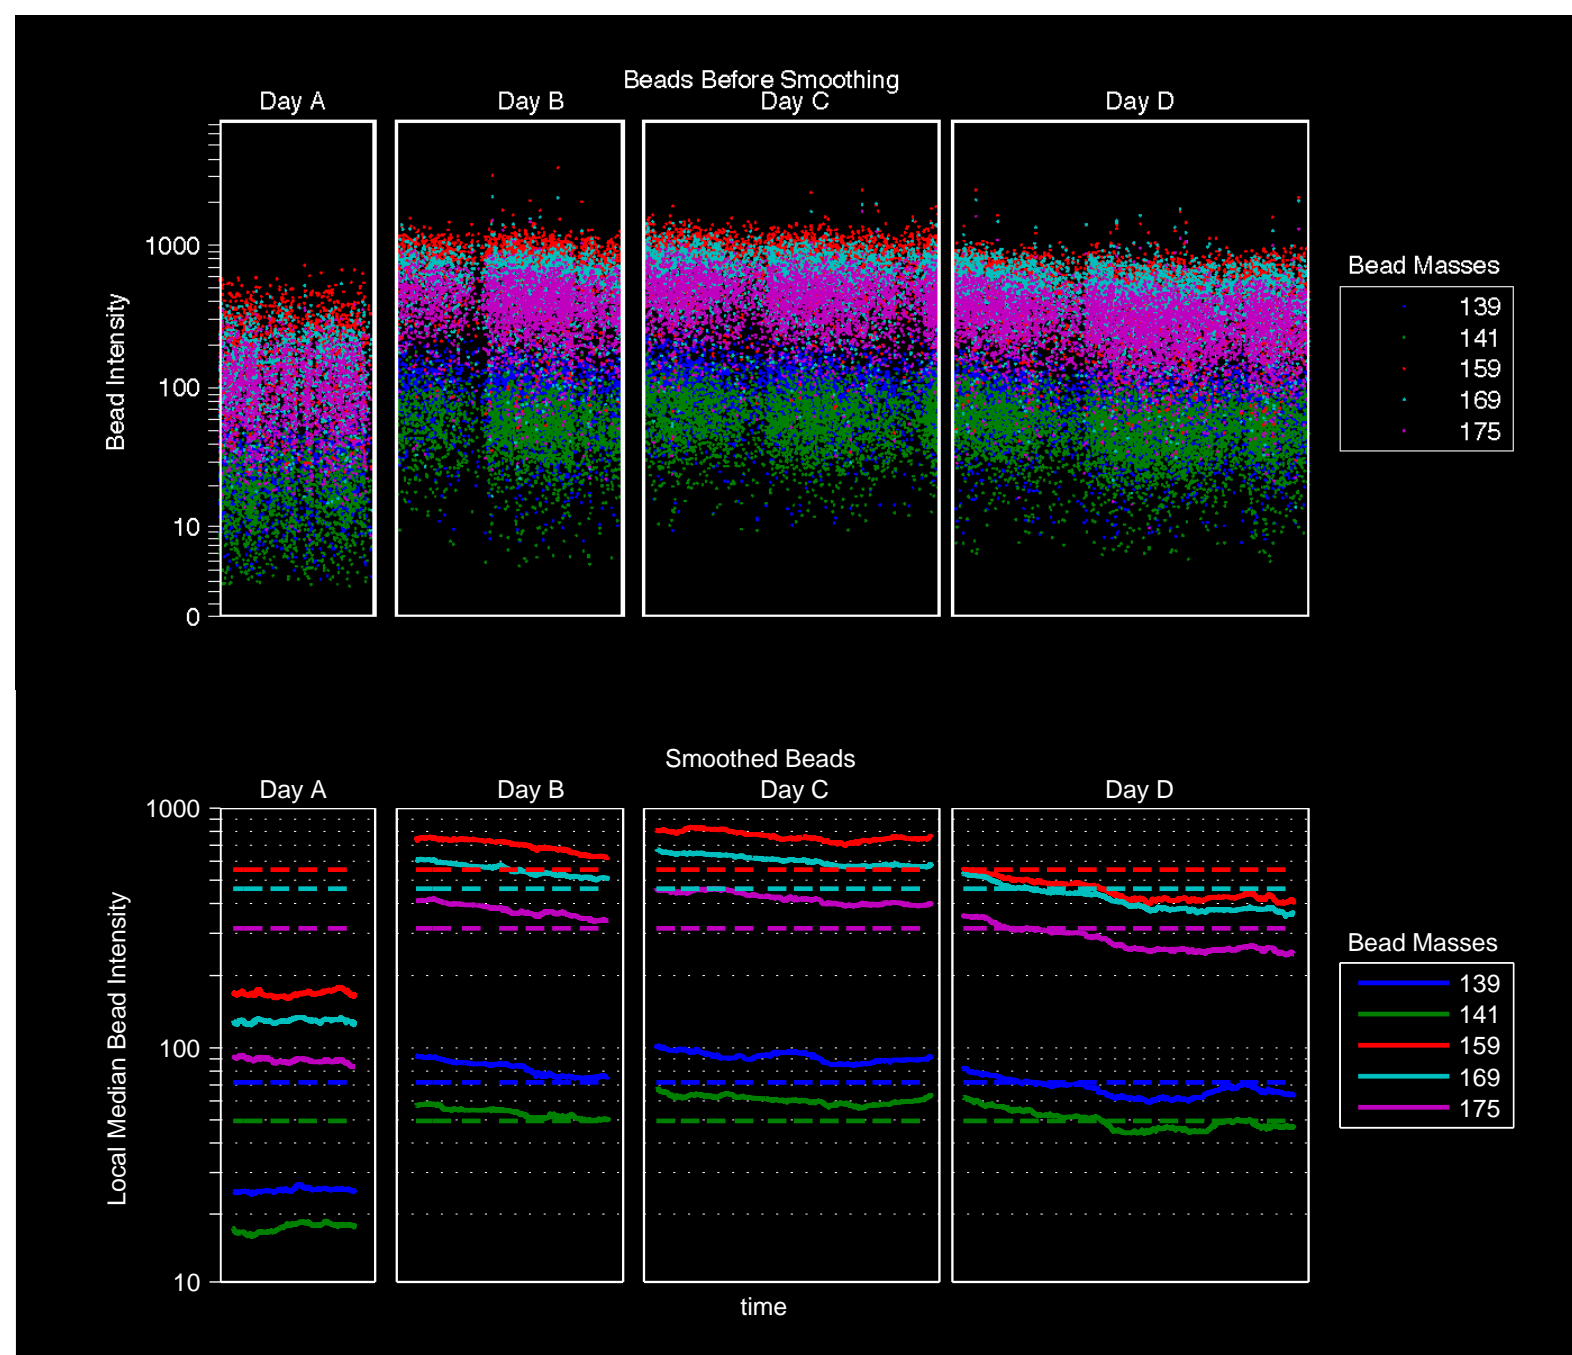 Beads Before Smoothing
Day A
Day B
Day C
Day D
1000
100
10
0
Bead Intensity
Bead Masses
139
141
159
169
175
Smoothed Beads
Day A
Day B
Day C
Day D
1000
100
10
Local Median Bead Intensity
time
Bead Masses
139
141
159
169
175